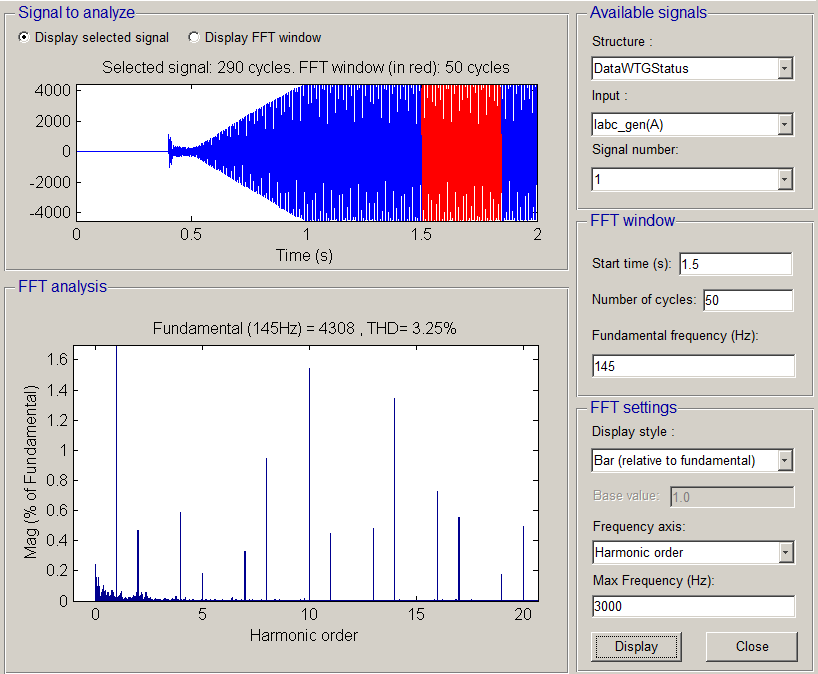 Signal to analyze
Display selected signal Display FFT window
Selected signal: 290 cycles. FFT window (in red): 50 cycles
4000
2000
0
-2000
-4000
0 0.5 1 1.5 2
Time (s)
FFT analysis
Fundamental (145Hz) = 4308 , THD= 3.25%
Mag (% of Fundamental)
1.6
1.4
1.2
1
0.8
0.6
0.4
0.2
0
0 5 10 15 20
Harmonic order
Available signals
Structure :
DataWTGStatus
Input :
Iabc_gen(A)
Signal number:
1
FFT window
Start time (s): 1.5
Number of cycles: 50
Fundamental frequency (Hz):
145
FFT settings
Display style :
Bar (relative to fundamental)
Base value: 1.0
Frequency axis:
Harmonic order
Max Frequency (Hz):
3000
Display Close